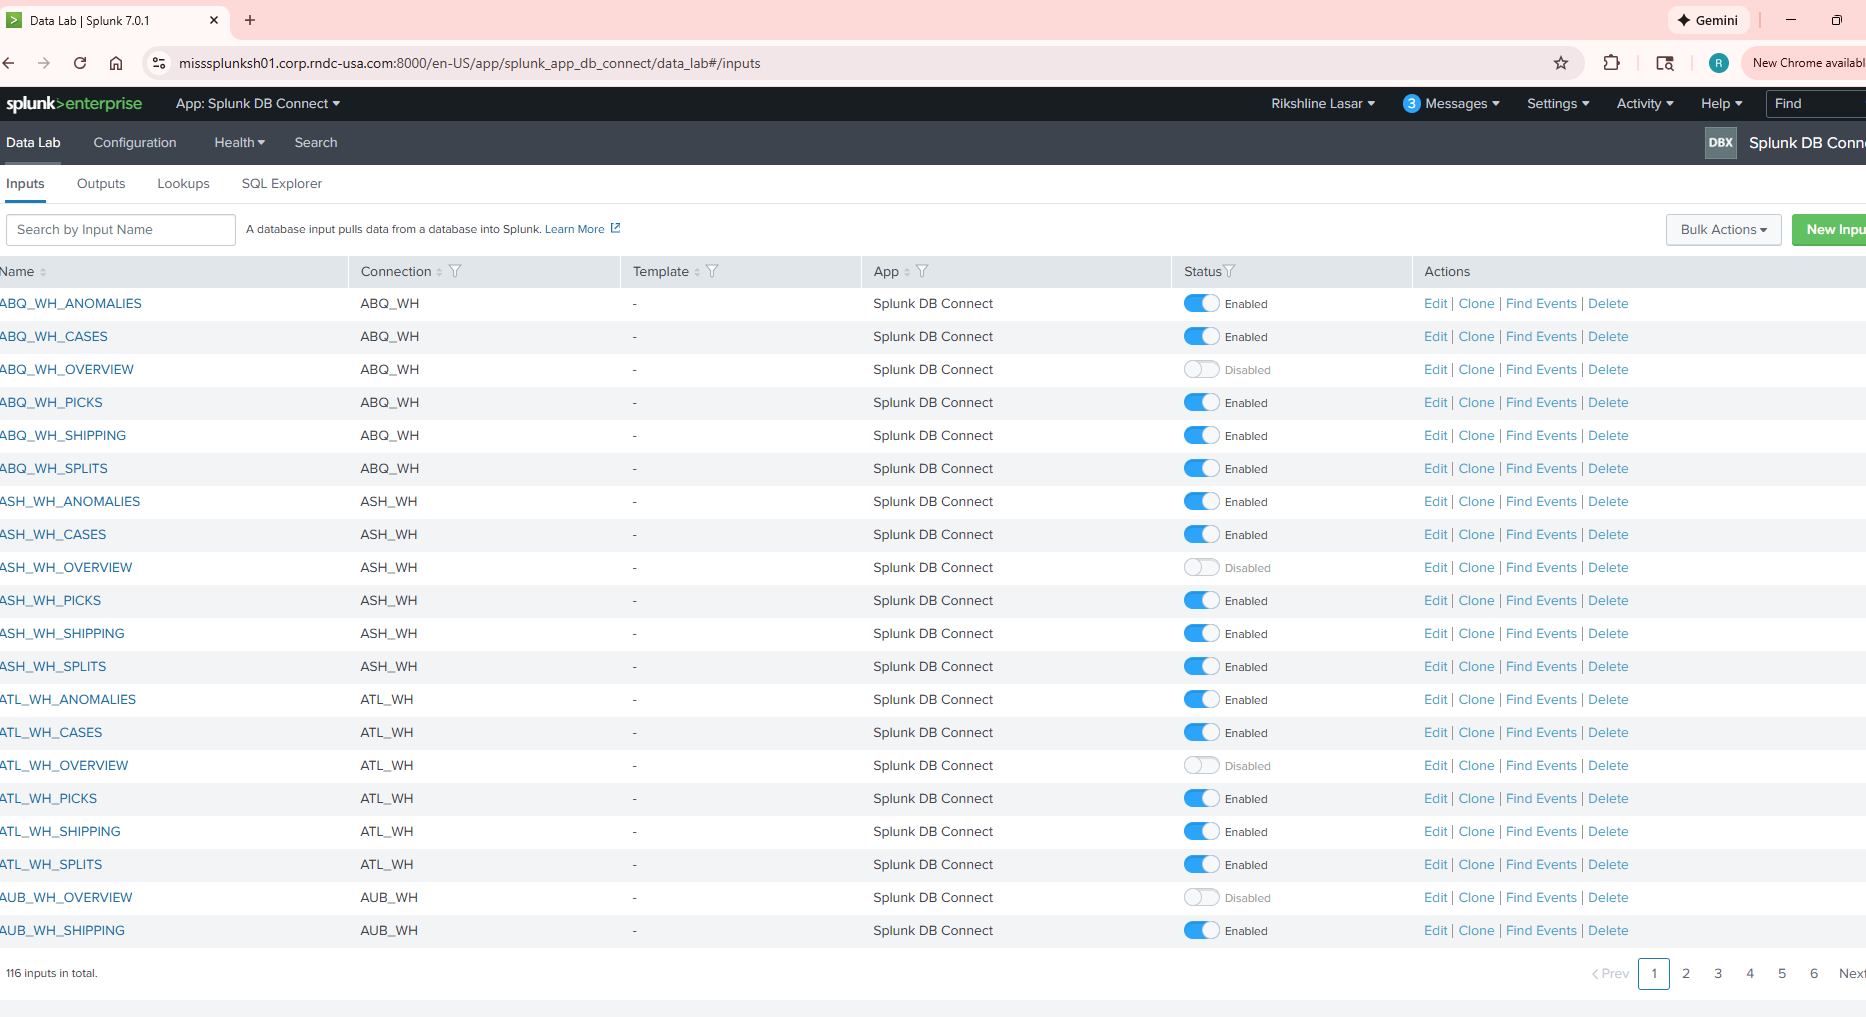 Data Lab | Splunk 7.0.1
Gemini
misssplunksh01.corp.rndc-usa.com:8000/en-US/app/splunk_app_db_connect/data_lab#/inputs
R
New Chrome availabl
splunk>enterprise App: Splunk DB Connect Rikshline Lasar 3 Messages Settings Activity Help Find
Data Lab Configuration Health Search DBX Splunk DB Conne
Inputs Outputs Lookups SQL Explorer
Search by Input Name A database input pulls data from a database into Splunk. Learn More Bulk Actions New Inpu
Name Connection Template App Status Actions
ABQ_WH_ANOMALIES ABQ_WH - Splunk DB Connect Enabled Edit | Clone | Find Events | Delete
ABQ_WH_CASES ABQ_WH - Splunk DB Connect Enabled Edit | Clone | Find Events | Delete
ABQ_WH_OVERVIEW ABQ_WH - Splunk DB Connect Disabled Edit | Clone | Find Events | Delete
ABQ_WH_PICKS ABQ_WH - Splunk DB Connect Enabled Edit | Clone | Find Events | Delete
ABQ_WH_SHIPPING ABQ_WH - Splunk DB Connect Enabled Edit | Clone | Find Events | Delete
ABQ_WH_SPLITS ABQ_WH - Splunk DB Connect Enabled Edit | Clone | Find Events | Delete
ASH_WH_ANOMALIES ASH_WH - Splunk DB Connect Enabled Edit | Clone | Find Events | Delete
ASH_WH_CASES ASH_WH - Splunk DB Connect Enabled Edit | Clone | Find Events | Delete
ASH_WH_OVERVIEW ASH_WH - Splunk DB Connect Disabled Edit | Clone | Find Events | Delete
ASH_WH_PICKS ASH_WH - Splunk DB Connect Enabled Edit | Clone | Find Events | Delete
ASH_WH_SHIPPING ASH_WH - Splunk DB Connect Enabled Edit | Clone | Find Events | Delete
ASH_WH_SPLITS ASH_WH - Splunk DB Connect Enabled Edit | Clone | Find Events | Delete
ATL_WH_ANOMALIES ATL_WH - Splunk DB Connect Enabled Edit | Clone | Find Events | Delete
ATL_WH_CASES ATL_WH - Splunk DB Connect Enabled Edit | Clone | Find Events | Delete
ATL_WH_OVERVIEW ATL_WH - Splunk DB Connect Disabled Edit | Clone | Find Events | Delete
ATL_WH_PICKS ATL_WH - Splunk DB Connect Enabled Edit | Clone | Find Events | Delete
ATL_WH_SHIPPING ATL_WH - Splunk DB Connect Enabled Edit | Clone | Find Events | Delete
ATL_WH_SPLITS ATL_WH - Splunk DB Connect Enabled Edit | Clone | Find Events | Delete
AUB_WH_OVERVIEW AUB_WH - Splunk DB Connect Disabled Edit | Clone | Find Events | Delete
AUB_WH_SHIPPING AUB_WH - Splunk DB Connect Enabled Edit | Clone | Find Events | Delete
116 inputs in total. < Prev 1 2 3 4 5 6 Next